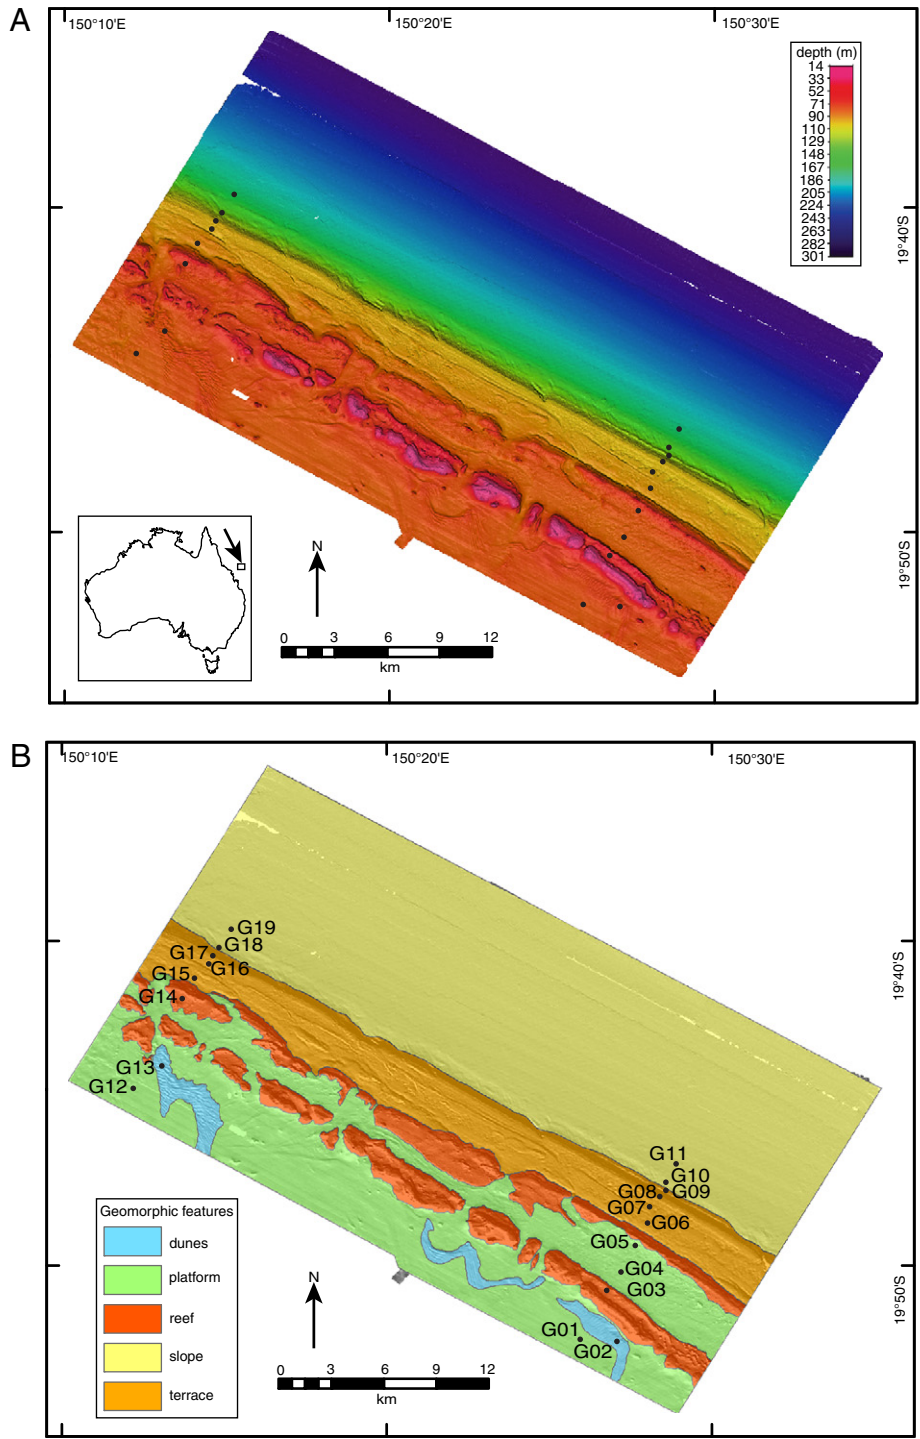 A
150°10'E
150°20'E
150°30'E
depth (m)
14
33
52
71
90
110
129
148
167
186
205
224
243
263
282
301
19°40'S
19°50'S
N
0 3 6 9 12
km
B
150°10'E
150°20'E
150°30'E
G19
G18
G17
G16
G15
G14
G13
G12
G11
G10
G09
G08
G07
G06
G05
G04
G03
G01
G02
19°40'S
19°50'S
Geomorphic features
dunes
platform
reef
slope
terrace
N
0 3 6 9 12
km